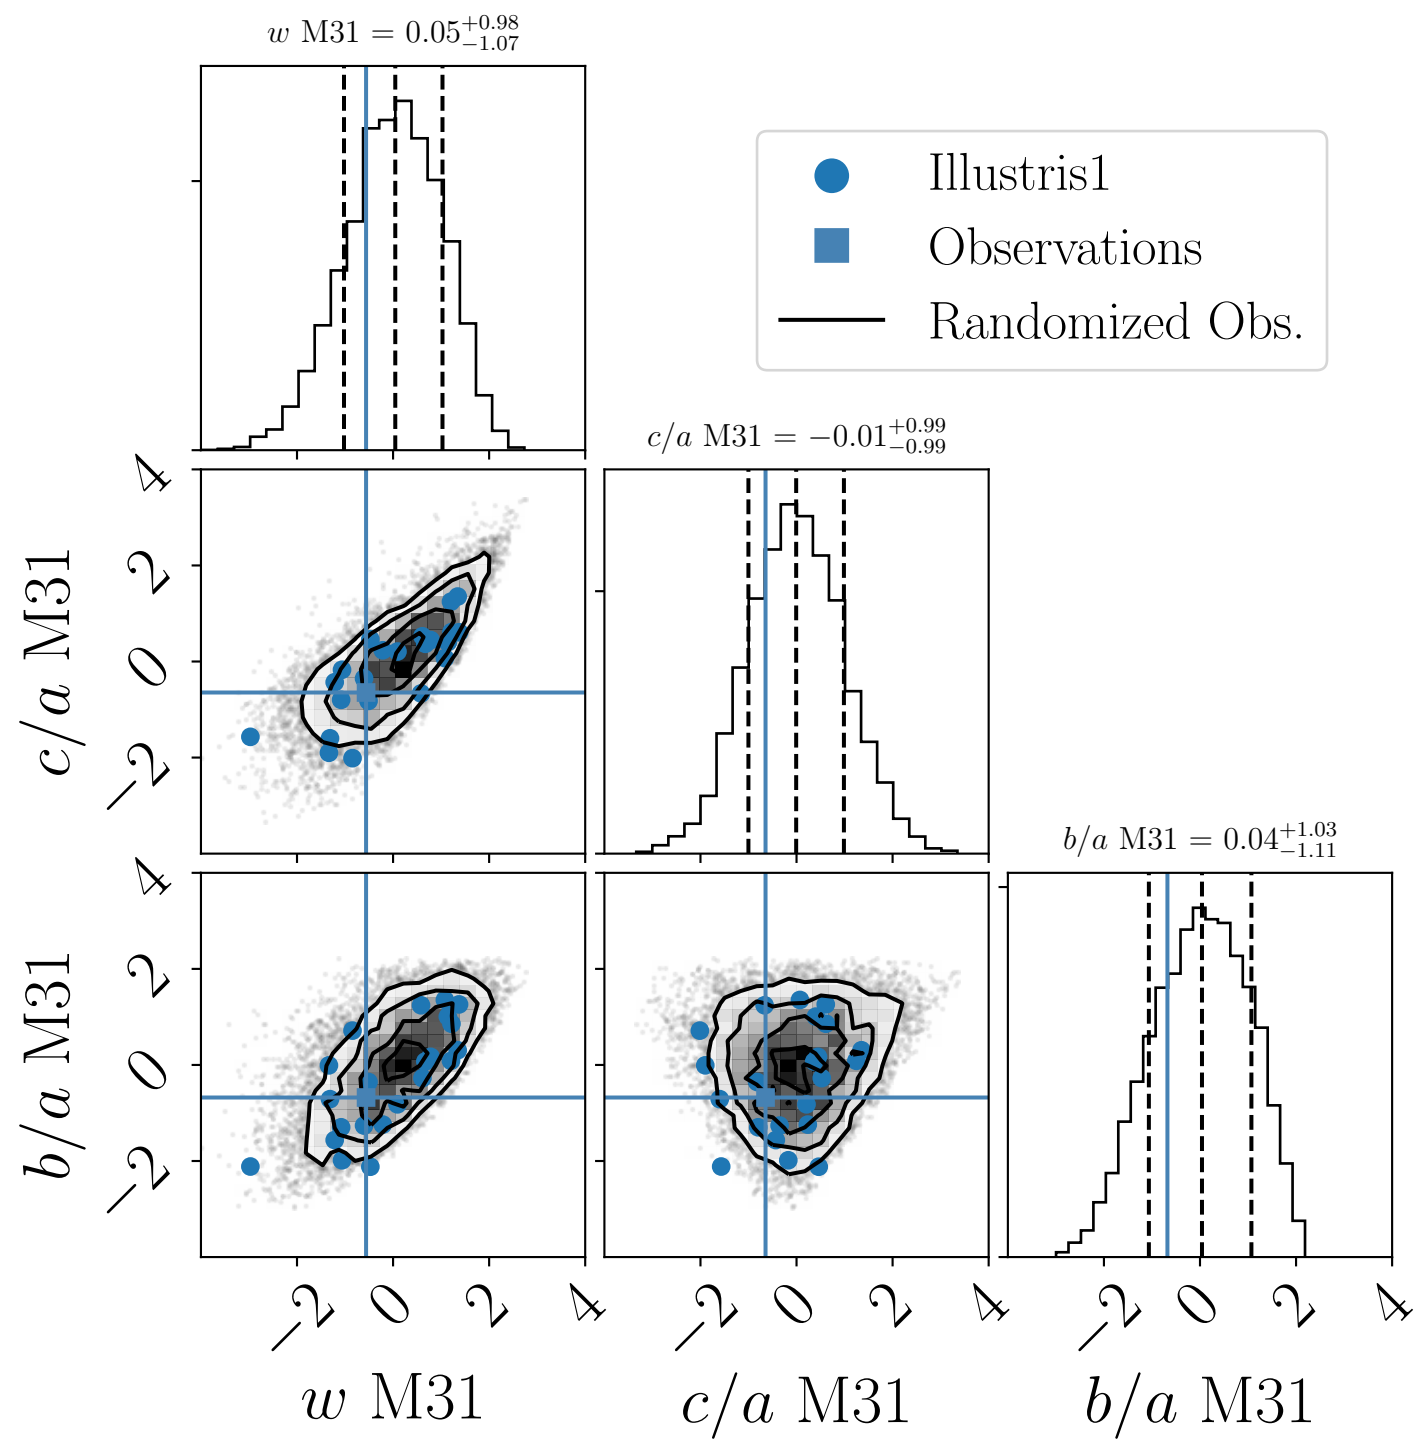 w M31 = 0.05 +0.98 −1.07
Illustris1
Observations
Randomized Obs.
c/a M31 = −0.01 +0.99 −0.99
4
2
0
−2
c/a M31
b/a M31 = 0.04 +1.03 −1.11
4
2
0
−2
b/a M31
−2 0 2 4
−2 0 2 4
−2 0 2 4
w M31
c/a M31
b/a M31